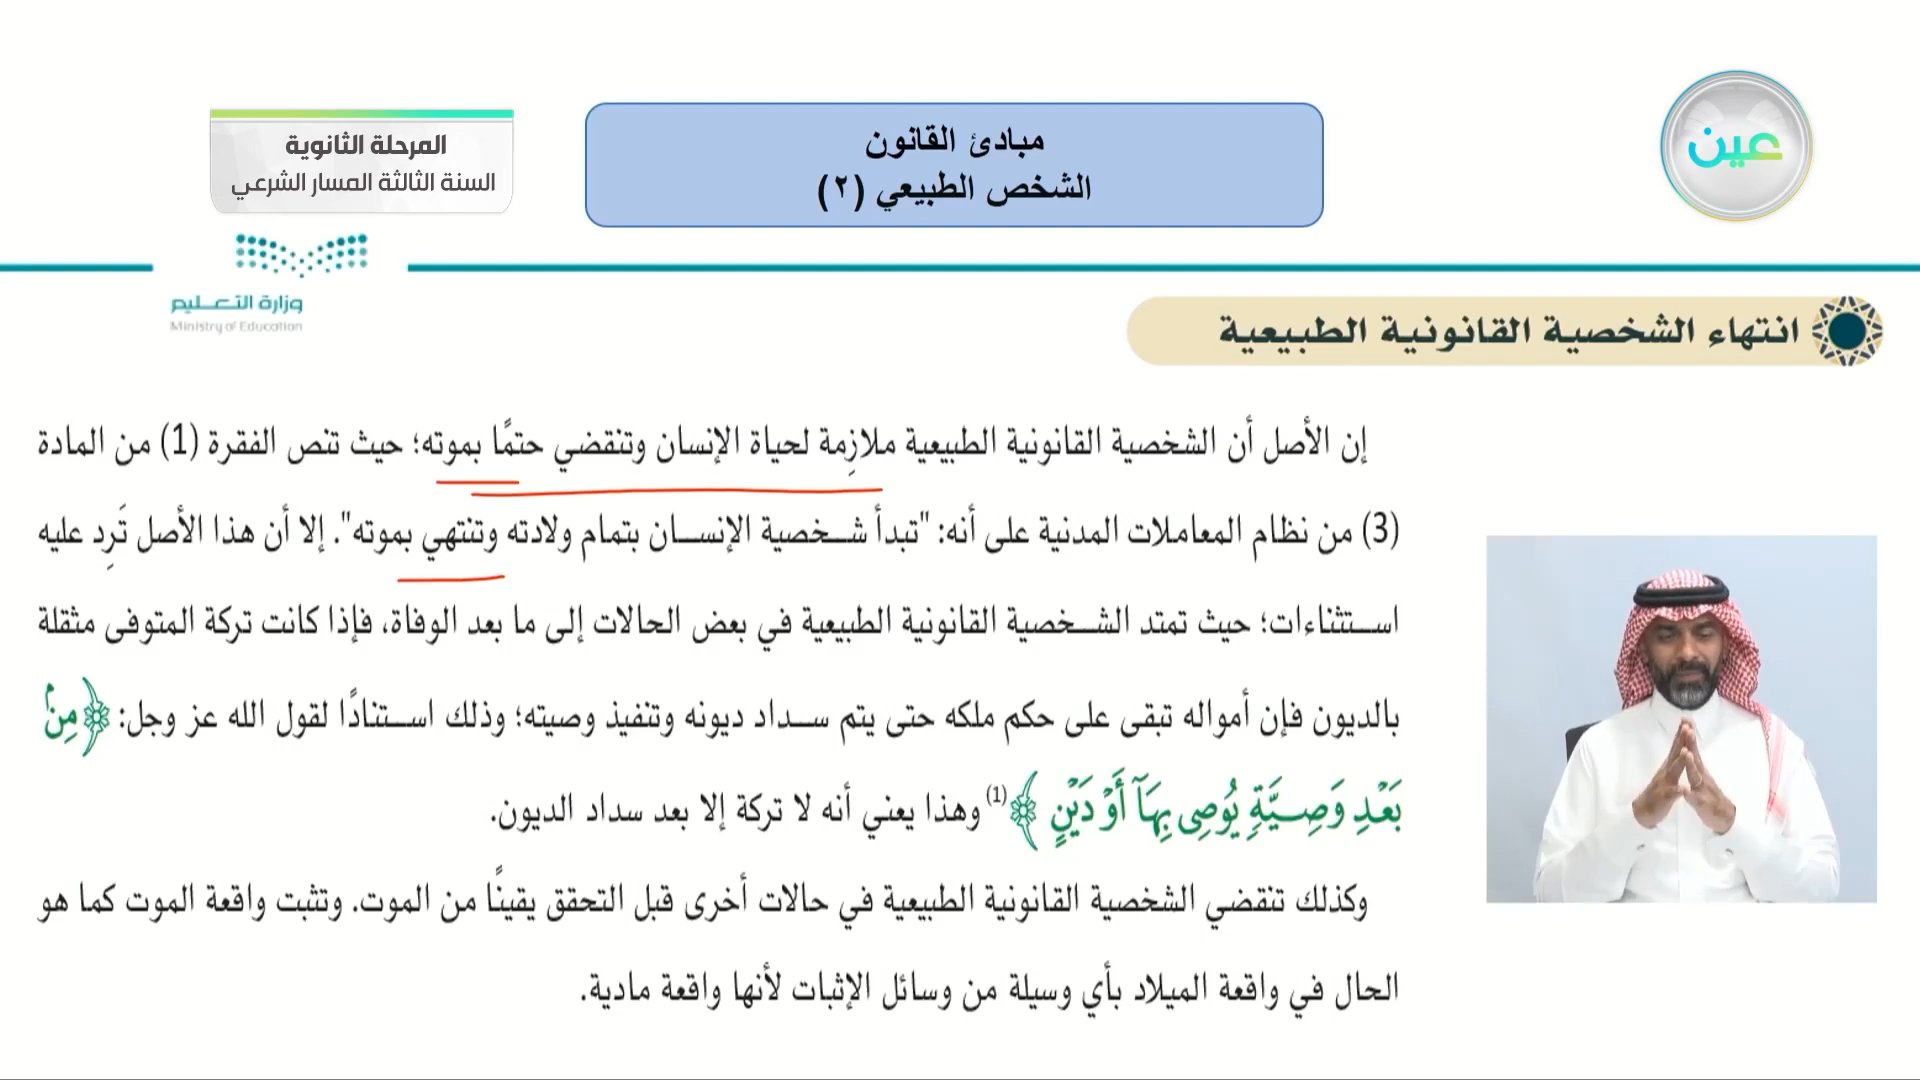 عين
مبادئ القانون
الشخص الطبيعي (٢)
المرحلة الثانوية
السنة الثالثة المسار الشرعي
وزارة التعليم
Ministry of Education
انتهاء الشخصية القانونية الطبيعية
إن الأصل أن الشخصية القانونية الطبيعية ملازِمة لحياة الإنسان وتنقضي حتمًا بموته؛ حيث تنص الفقرة (1) من المادة
(3) من نظام المعاملات المدنية على أنه: "تبدأ شخصية الإنسان بتمام ولادته وتنتهي بموته". إلا أن هذا الأصل تَرِد عليه
استثناءات؛ حيث تمتد الشخصية القانونية الطبيعية في بعض الحالات إلى ما بعد الوفاة، فإذا كانت تركة المتوفى مثقلة
بالديون فإن أمواله تبقى على حكم ملكه حتى يتم سداد ديونه وتنفيذ وصيته؛ وذلك استنادًا لقول الله عز وجل: ﴿مِنۢ
بَعۡدِ وَصِيَّةٖ يُوصِي بِهَآ أَوۡ دَيۡنٍ﴾(1) وهذا يعني أنه لا تركة إلا بعد سداد الديون.
وكذلك تنقضي الشخصية القانونية الطبيعية في حالات أخرى قبل التحقق يقينًا من الموت. وتثبت واقعة الموت كما هو
الحال في واقعة الميلاد بأي وسيلة من وسائل الإثبات لأنها واقعة مادية.